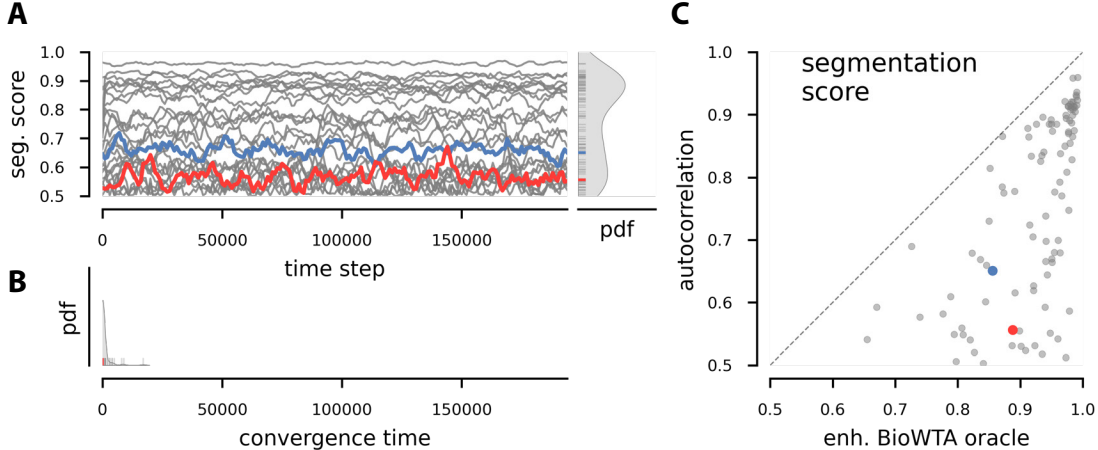 A
seg. score
1.0
0.9
0.8
0.7
0.6
0.5
0
50000
100000
150000
time step
pdf
B
pdf
0
50000
100000
150000
convergence time
C
segmentation
score
autocorrelation
1.0
0.9
0.8
0.7
0.6
0.5
0.5
0.6
0.7
0.8
0.9
1.0
enh. BioWTA oracle